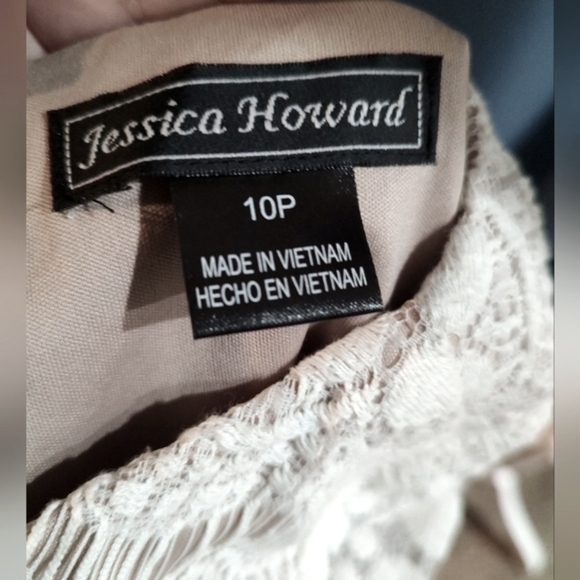 Jessica Howard
10P
MADE IN VIETNAM
HECHO EN VIETNAM